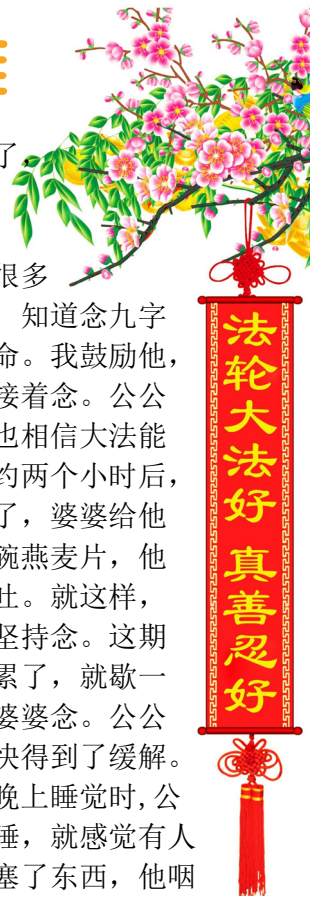 了，
很多
知道念九字
命。我鼓励他，
接着念。公公
也相信大法能
约两个小时后，
了，婆婆给他
碗燕麦片，他
吐。就这样，
坚持念。这期
累了，就歇一
婆婆念。公公
快得到了缓解。
晚上睡觉时,公
睡，就感觉有人
塞了东西，他咽
法轮大法好 真善忍好